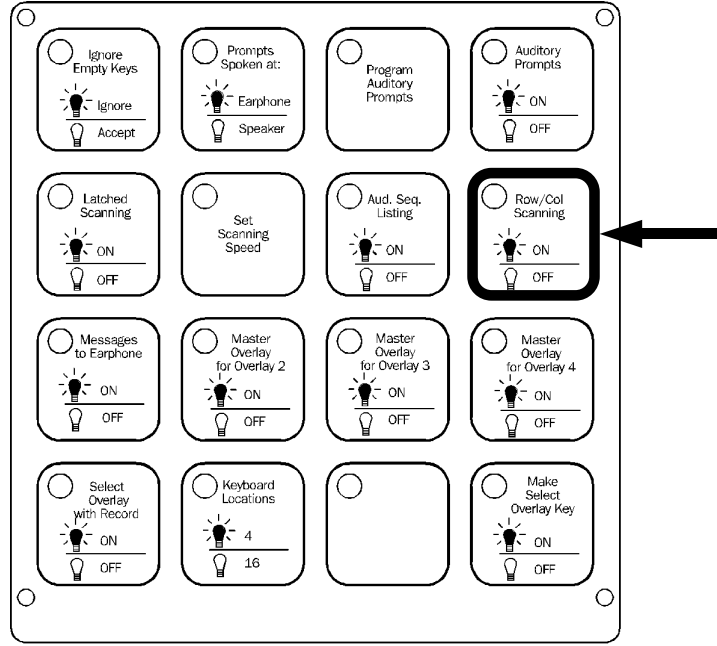 Ignore
Empty Keys
Ignore
Accept
Prompts
Spoken at:
Earphone
Speaker
Program
Auditory
Prompts
Auditory
Prompts
ON
OFF
Latched
Scanning
ON
OFF
Set
Scanning
Speed
Aud. Seq.
Listing
ON
OFF
Row/Col
Scanning
ON
OFF
Messages
to Earphone
ON
OFF
Master
Overlay
for Overlay 2
ON
OFF
Master
Overlay
for Overlay 3
ON
OFF
Master
Overlay
for Overlay 4
ON
OFF
Select
Overlay
with Record
ON
OFF
Keyboard
Locations
4
16
Make
Select
Overlay Key
ON
OFF